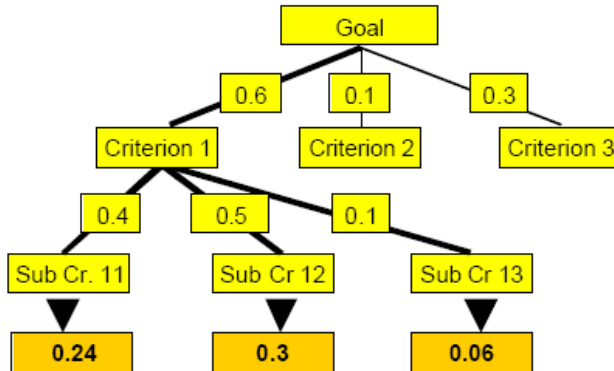 Goal
0.6 0.1 0.3
Criterion 1 Criterion 2 Criterion 3
0.4 0.5 0.1
Sub Cr. 11 Sub Cr 12 Sub Cr 13
0.24 0.3 0.06